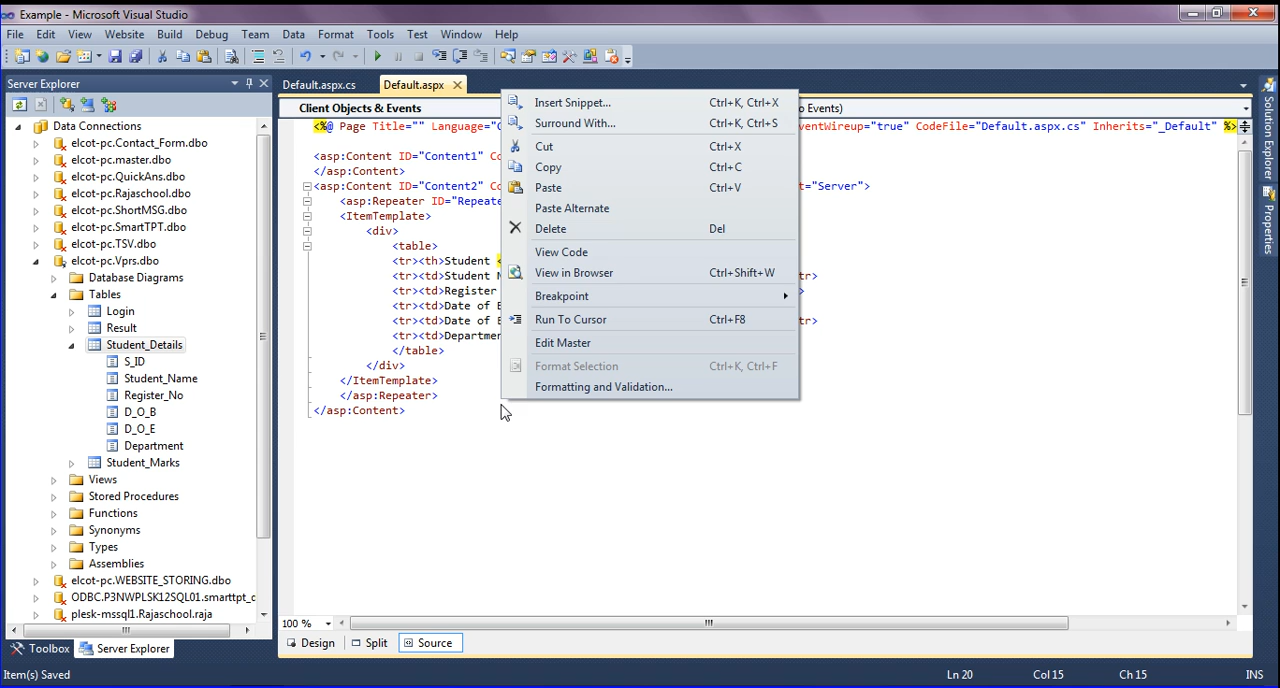 Example - Microsoft Visual Studio
File Edit View Website Build Debug Team Data Format Tools Test Window Help
Server Explorer
Default.aspx.cs Default.aspx
Client Objects & Events
o Events)
Data Connections
elcot-pc.Contact_Form.dbo
elcot-pc.master.dbo
elcot-pc.QuickAns.dbo
elcot-pc.Rajaschool.dbo
elcot-pc.ShortMSG.dbo
elcot-pc.SmartTPT.dbo
elcot-pc.TSV.dbo
elcot-pc.Vprs.dbo
Database Diagrams
Tables
Login
Result
Student_Details
S_ID
Student_Name
Register_No
D_O_B
D_O_E
Department
Student_Marks
Views
Stored Procedures
Functions
Synonyms
Types
Assemblies
elcot-pc.WEBSITE_STORING.dbo
ODBC.P3NWPLSK12SQL01.smarttpt_c
plesk-mssql1.Rajaschool.raja
Toolbox Server Explorer
<%@ Page Title="" Language="C
ventWireup="true" CodeFile="Default.aspx.cs" Inherits="_Default" %>
<asp:Content ID="Content1" Co
</asp:Content>
<asp:Content ID="Content2" Co
t="Server">
<asp:Repeater ID="Repeate
<ItemTemplate>
<div>
<table>
<tr><th>Student <
<tr><td>Student N
r>
<tr><td>Register
>
<tr><td>Date of B
<tr><td>Date of E
tr>
<tr><td>Departmen
</table>
</div>
</ItemTemplate>
</asp:Repeater>
</asp:Content>
Insert Snippet... Ctrl+K, Ctrl+X
Surround With... Ctrl+K, Ctrl+S
Cut Ctrl+X
Copy Ctrl+C
Paste Ctrl+V
Paste Alternate
Delete Del
View Code
View in Browser Ctrl+Shift+W
Breakpoint
Run To Cursor Ctrl+F8
Edit Master
Format Selection Ctrl+K, Ctrl+F
Formatting and Validation...
Solution Explorer
Properties
100 %
Design Split Source
Item(s) Saved Ln 20 Col 15 Ch 15 INS